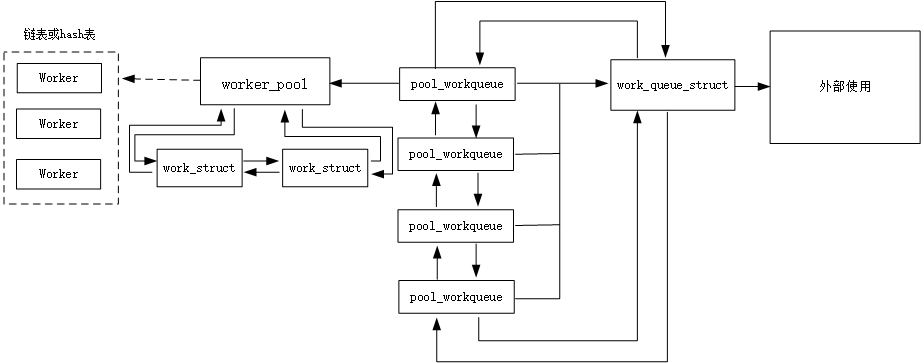 链表或hash表
Worker
Worker
Worker
worker_pool
work_struct
work_struct
pool_workqueue
pool_workqueue
pool_workqueue
pool_workqueue
work_queue_struct
外部使用